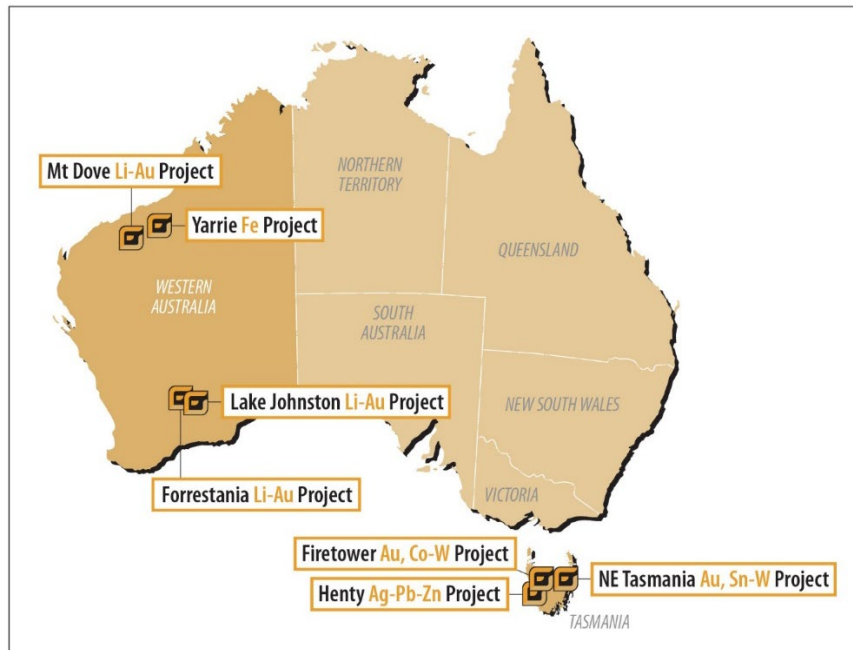 Mt Dove Li-Au Project
Yarrie Fe Project
NORTHERN
TERRITORY
QUEENSLAND
WESTERN
AUSTRALIA
SOUTH
AUSTRALIA
Lake Johnston Li-Au Project
NEW SOUTH WALES
Forrestania Li-Au Project
VICTORIA
Firetower Au, Co-W Project
NE Tasmania Au, Sn-W Project
Henty Ag-Pb-Zn Project
TASMANIA